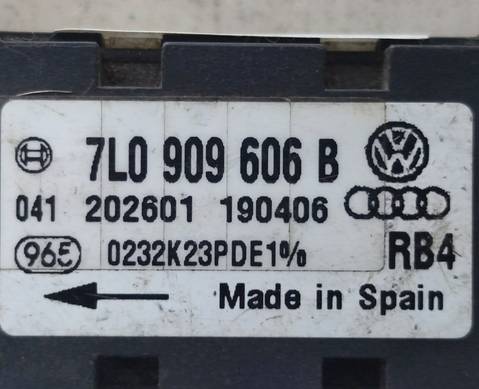 7L0 909 606 B
041 202601 190406
965 0232K23PDE1%
RB4
Made in Spain